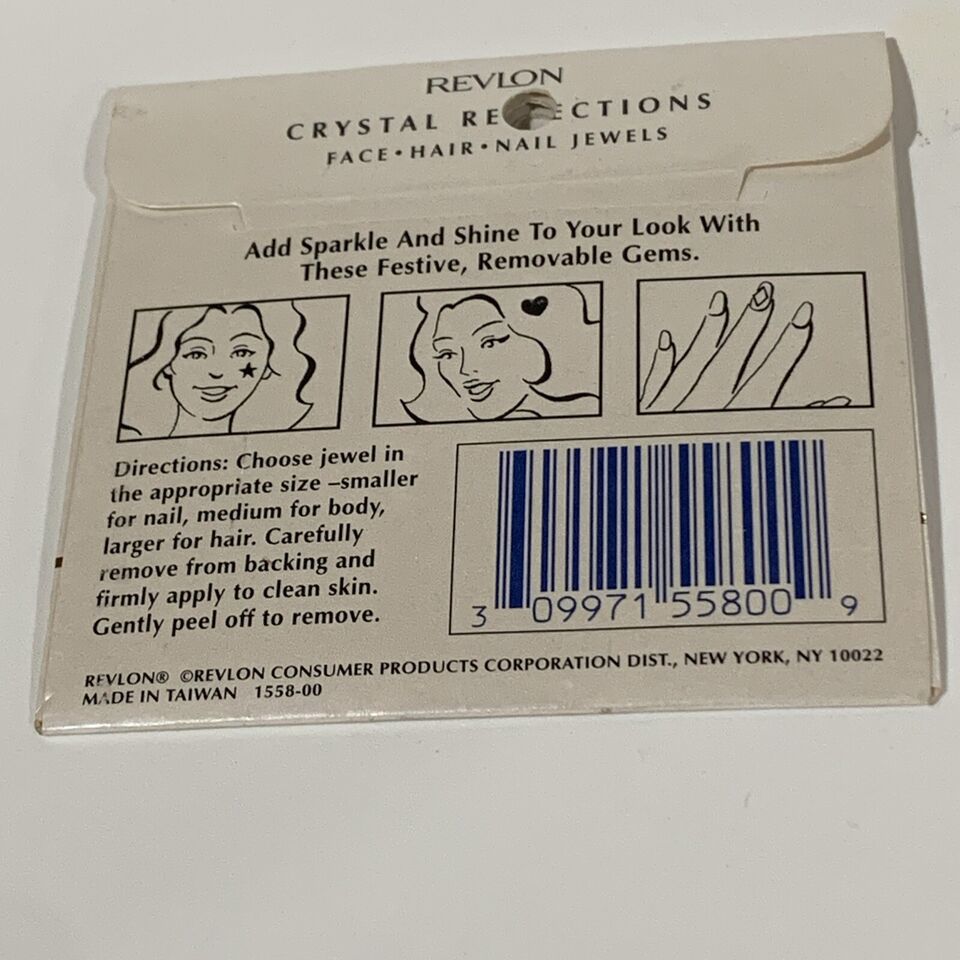 REVLON
CRYSTAL RE ECTIONS
FACE•HAIR•NAIL JEWELS
Add Sparkle And Shine To Your Look With
These Festive, Removable Gems.
Directions: Choose jewel in
the appropriate size –smaller
for nail, medium for body,
larger for hair. Carefully
remove from backing and
firmly apply to clean skin.
Gently peel off to remove.
3 09971 55800 9
REVLON® ©REVLON CONSUMER PRODUCTS CORPORATION DIST., NEW YORK, NY 10022
MADE IN TAIWAN 1558-00